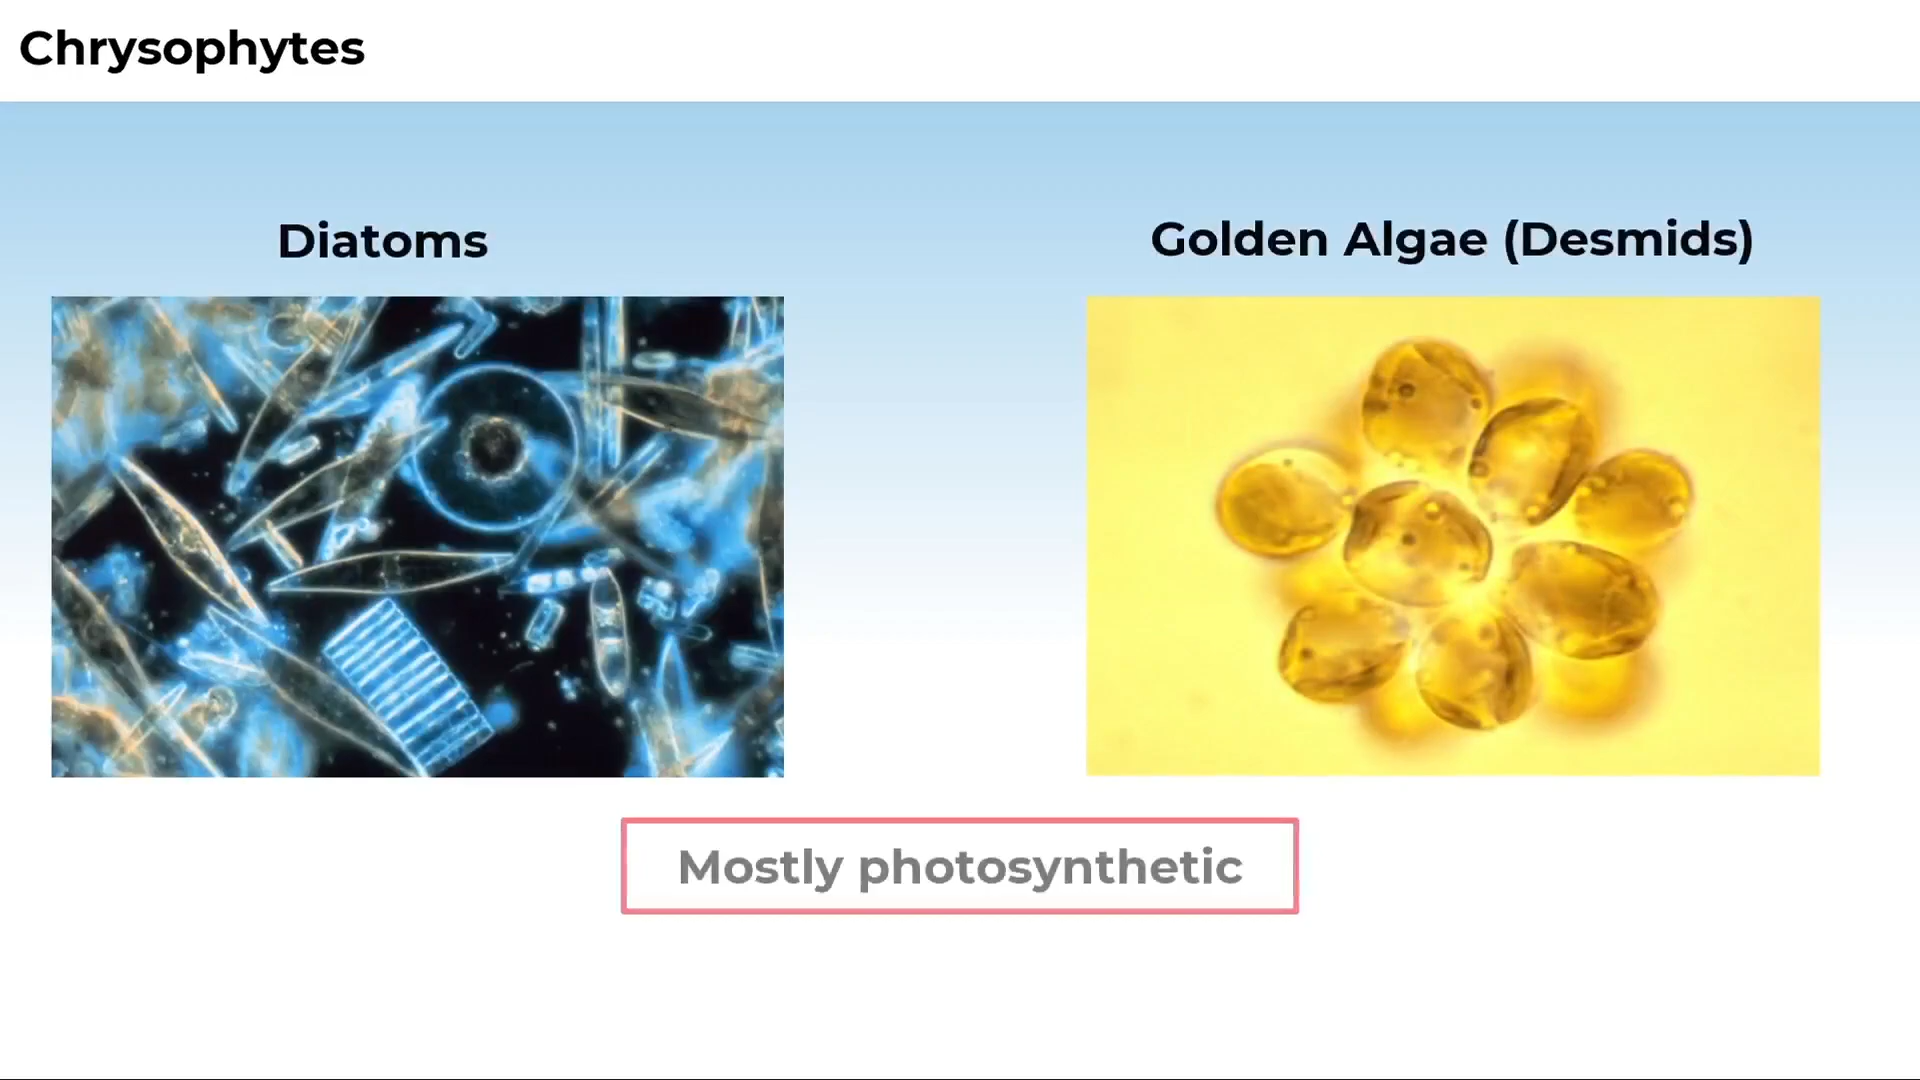 Chrysophytes
Diatoms
Golden Algae (Desmids)
Mostly photosynthetic